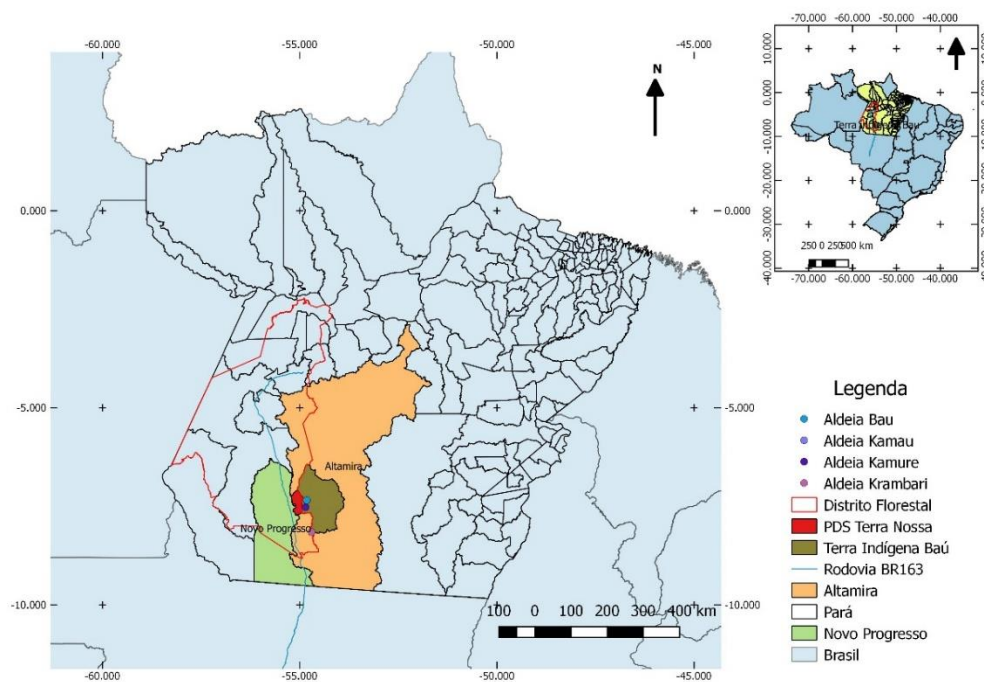 -60.000 -55.000 -50.000 -45.000
N
0.000 0.000
-5.000 -5.000
Altamira
Novo Progresso
-10.000 -10.000
100 0 100 200 300 400 km
-60.000 -55.000 -50.000 -45.000
-70.000 -60.000 -50.000 -40.000
10.000
0.000
-10.000
-20.000
-30.000
-40.000
Terra Indígena Baú
250 0 250 500 km
-70.000 -60.000 -50.000 -40.000
Legenda
Aldeia Bau
Aldeia Kamau
Aldeia Kamure
Aldeia Krambari
Distrito Florestal
PDS Terra Nossa
Terra Indígena Baú
Rodovia BR163
Altamira
Pará
Novo Progresso
Brasil